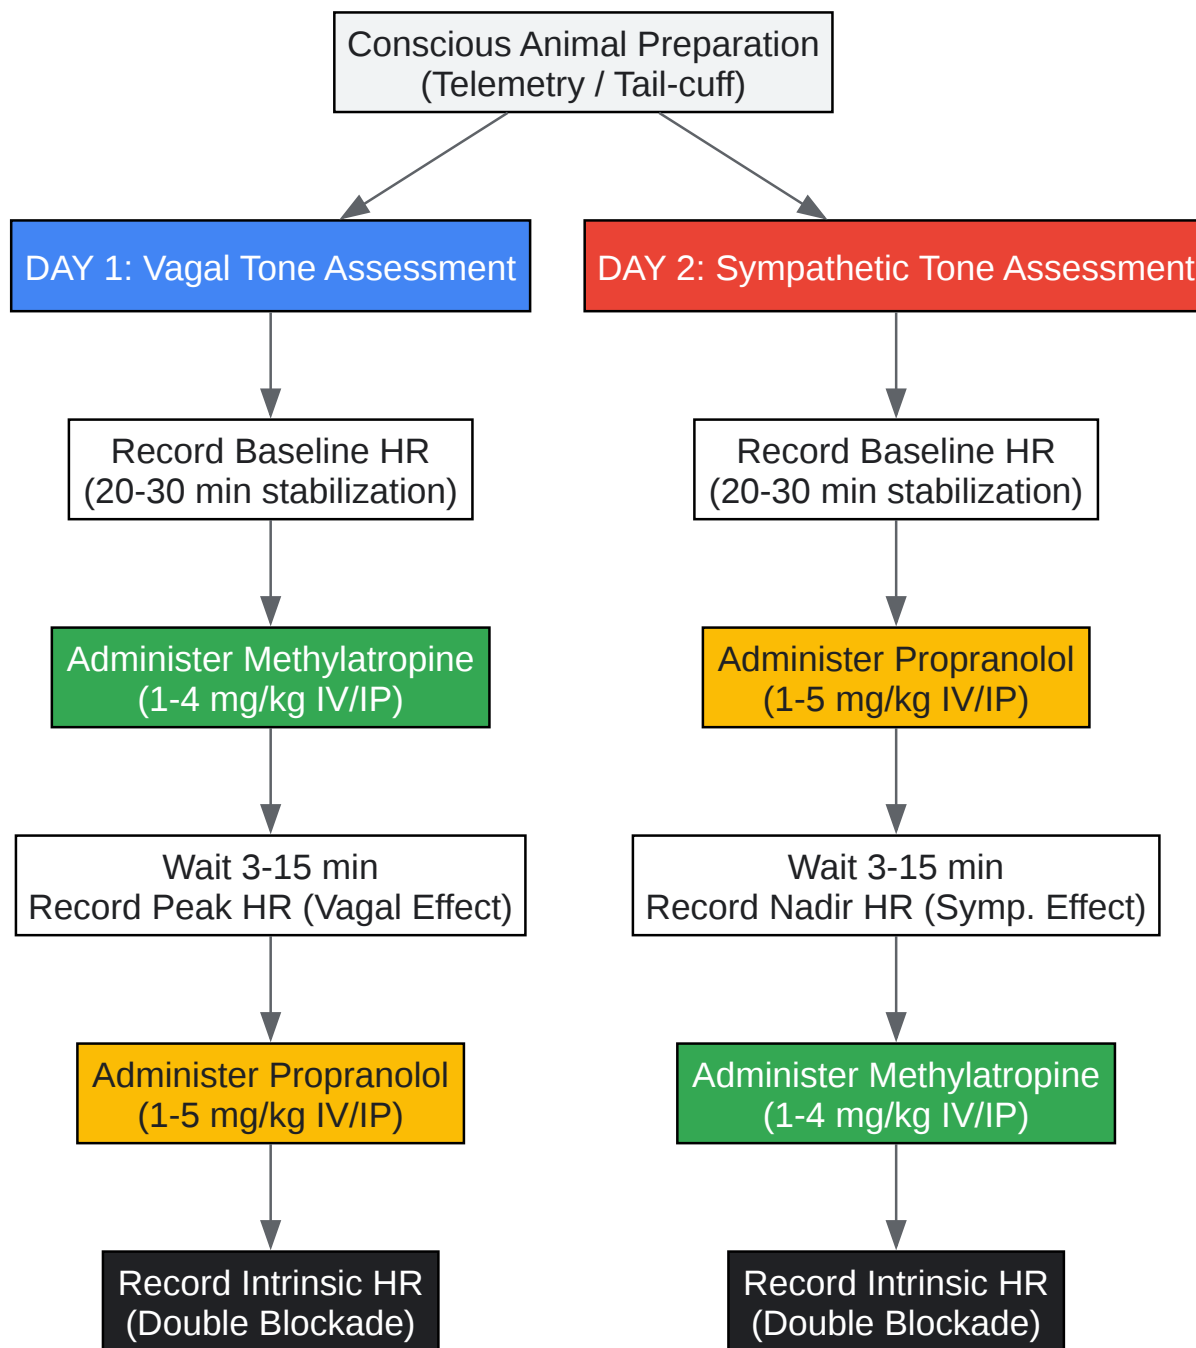 Conscious Animal Preparation
(Telemetry / Tail-cuff)
DAY 1: Vagal Tone Assessment
DAY 2: Sympathetic Tone Assessment
Record Baseline HR
(20-30 min stabilization)
Record Baseline HR
(20-30 min stabilization)
Administer Methylatropine
(1-4 mg/kg IV/IP)
Administer Propranolol
(1-5 mg/kg IV/IP)
Wait 3-15 min
Record Peak HR (Vagal Effect)
Wait 3-15 min
Record Nadir HR (Symp. Effect)
Administer Propranolol
(1-5 mg/kg IV/IP)
Administer Methylatropine
(1-4 mg/kg IV/IP)
Record Intrinsic HR
(Double Blockade)
Record Intrinsic HR
(Double Blockade)